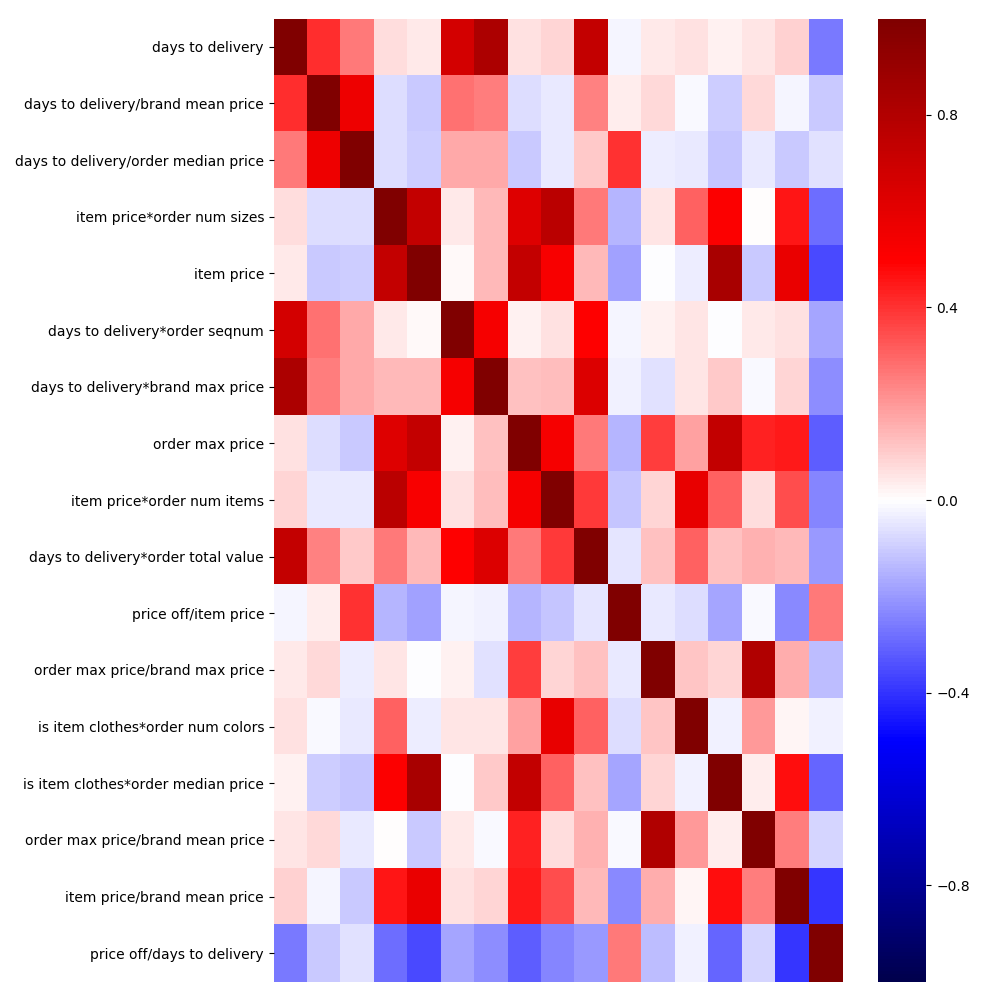 days to delivery
days to delivery/brand mean price
days to delivery/order median price
item price*order num sizes
item price
days to delivery*order seqnum
days to delivery*brand max price
order max price
item price*order num items
days to delivery*order total value
price off/item price
order max price/brand max price
is item clothes*order num colors
is item clothes*order median price
order max price/brand mean price
item price/brand mean price
price off/days to delivery
0.8
0.4
0.0
−0.4
−0.8